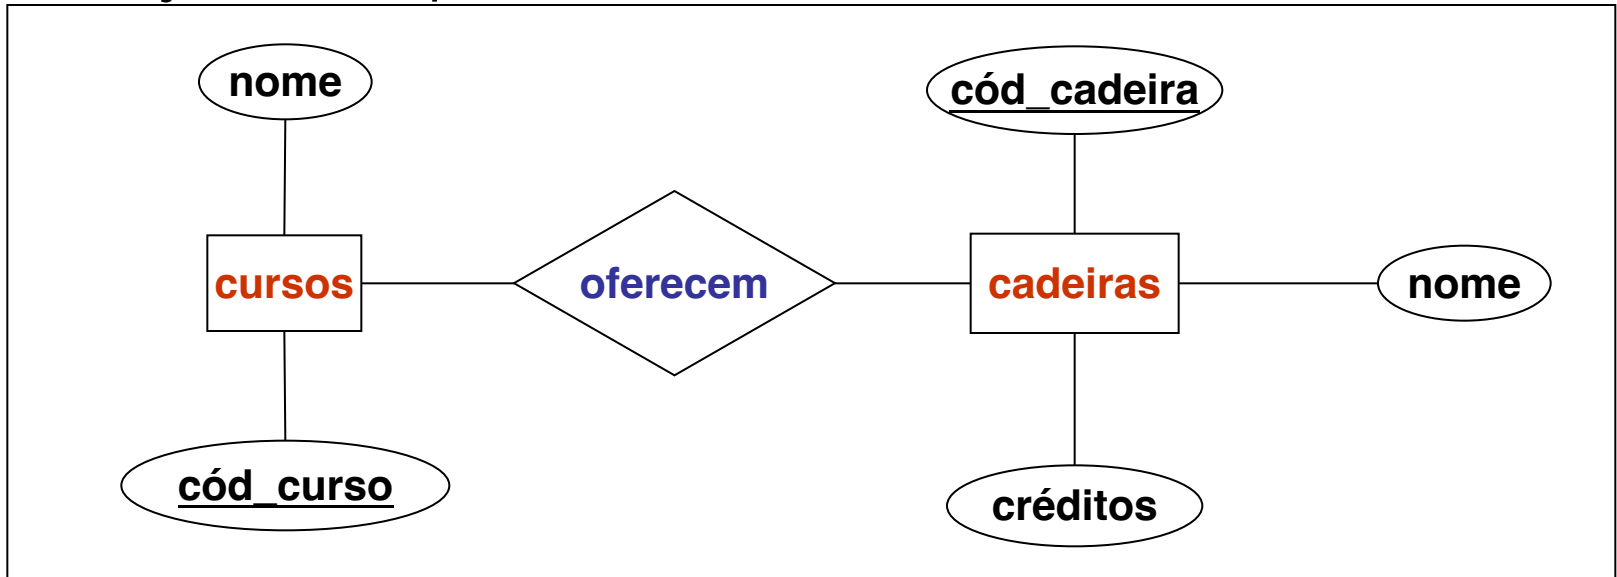 nome
cód_cadeira
cursos
oferecem
cadeiras
nome
cód_curso
créditos